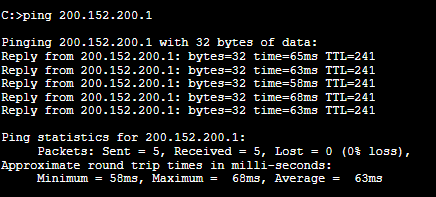 C:>ping 200.152.200.1
Pinging 200.152.200.1 with 32 bytes of data:
Reply from 200.152.200.1: bytes=32 time=65ms TTL=241
Reply from 200.152.200.1: bytes=32 time=63ms TTL=241
Reply from 200.152.200.1: bytes=32 time=58ms TTL=241
Reply from 200.152.200.1: bytes=32 time=68ms TTL=241
Reply from 200.152.200.1: bytes=32 time=63ms TTL=241
Ping statistics for 200.152.200.1:
Packets: Sent = 5, Received = 5, Lost = 0 (0% loss),
Approximate round trip times in milli-seconds:
Minimum = 58ms, Maximum =  68ms, Average =  63ms